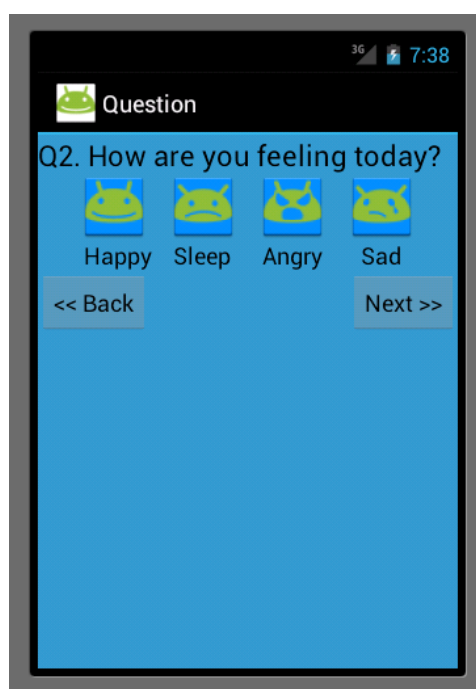 3G 7:38
Question
Q2. How are you feeling today?
Happy Sleep Angry Sad
<< Back Next >>